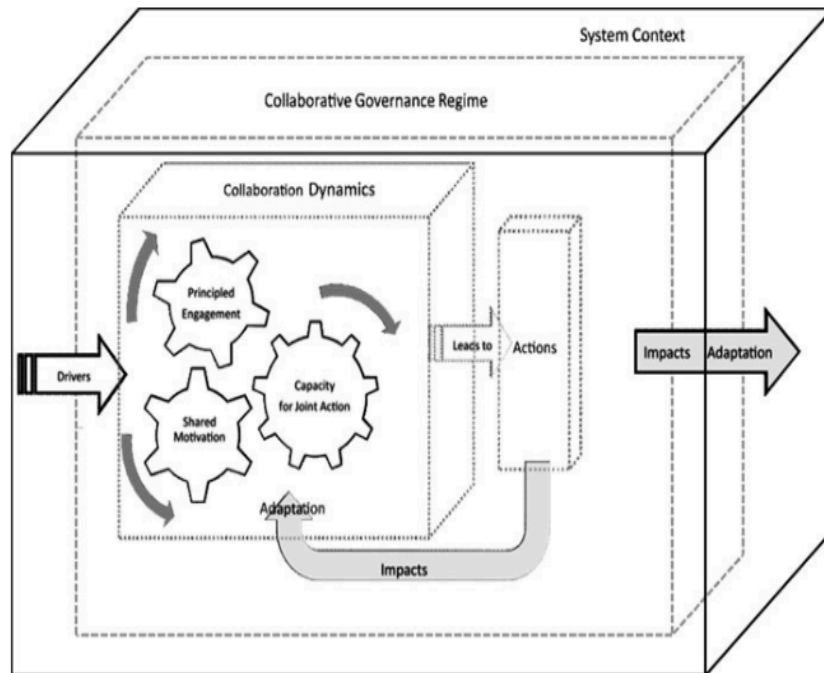 System Context
Collaborative Governance Regime
Collaboration Dynamics
Principled
Engagement
Drivers
Shared
Motivation
Capacity
for Joint Action
Leads to
Actions
Impacts Adaptation
Adaptation
Impacts